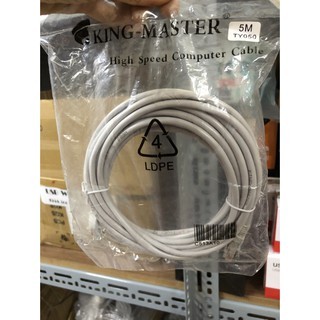 KING-MASTER
5M
TY050
High Speed Computer Cable
4
LDPE